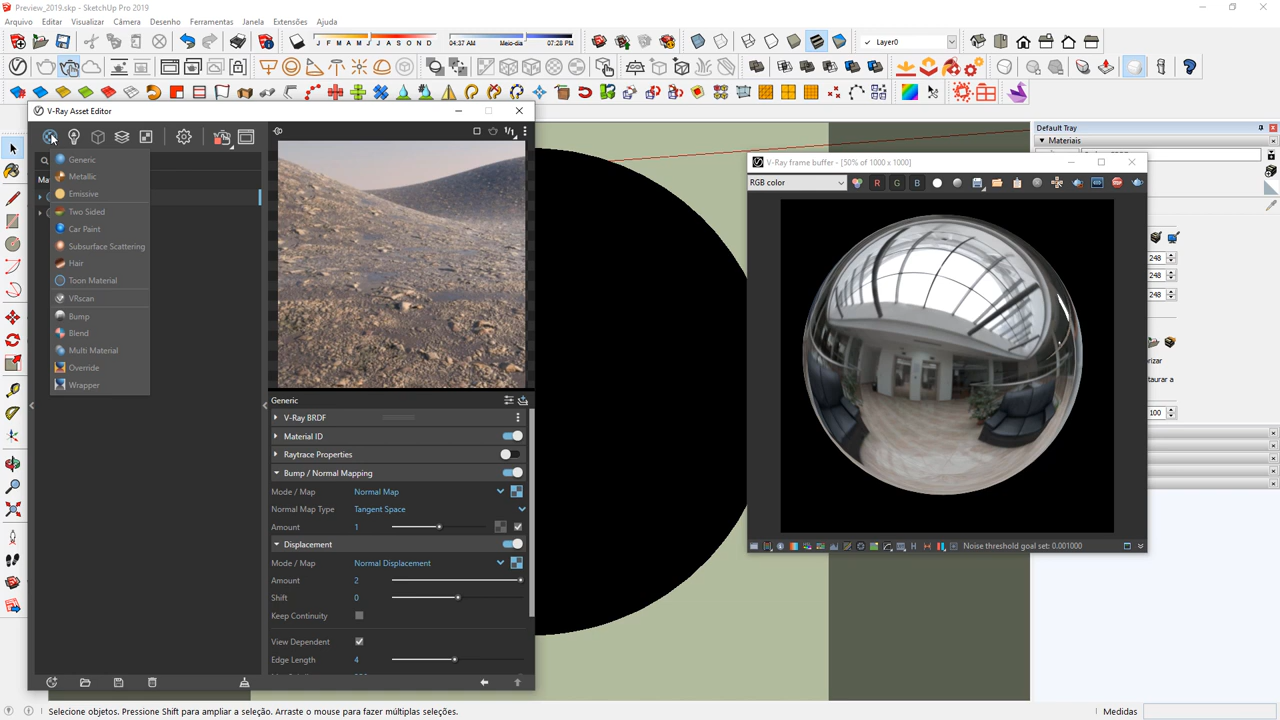 Preview_2019.skp - SketchUp Pro 2019
Arquivo Editar Visualizar Câmera Desenho Ferramentas Janela Extensões Ajuda
J F M A M J J A S O N D 04:37 AM Meio-dia 07:28 PM Layer0
V-Ray Asset Editor
1/1
Generic
Metallic
Emissive
Two Sided
Car Paint
Subsurface Scattering
Hair
Toon Material
VRscan
Bump
Blend
Multi Material
Override
Wrapper
Generic
V-Ray BRDF
Material ID
Raytrace Properties
Bump / Normal Mapping
Mode / Map Normal Map
Normal Map Type Tangent Space
Amount 1
Displacement
Mode / Map Normal Displacement
Amount 2
Shift 0
Keep Continuity
View Dependent
Edge Length 4
V-Ray frame buffer - [50% of 1000 x 1000]
RGB color
R G B
Noise threshold goal set: 0.001000
Default Tray
Materiais
248
248
248
orizar
taurar a
100
Selecione objetos. Pressione Shift para ampliar a seleção. Arraste o mouse para fazer múltiplas seleções.
Medidas